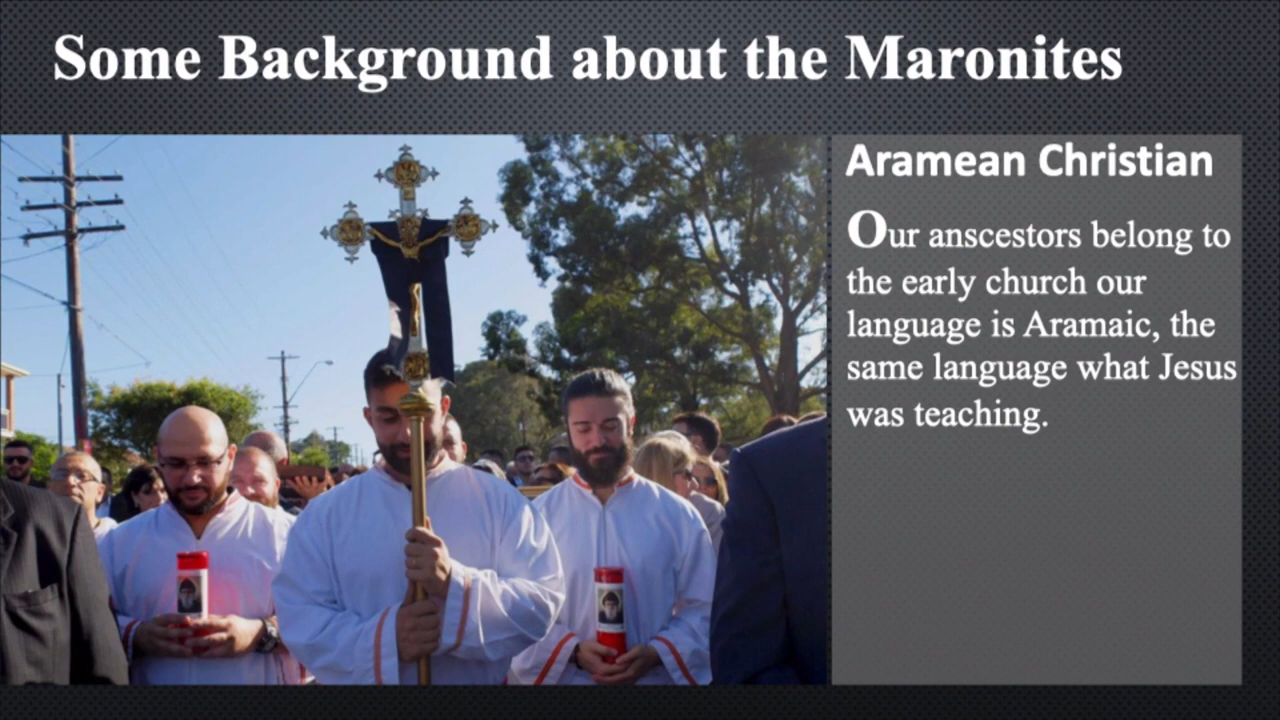 Some Background about the Maronites
Aramean Christian
Our anscestors belong to
the early church our
language is Aramaic, the
same language what Jesus
was teaching.